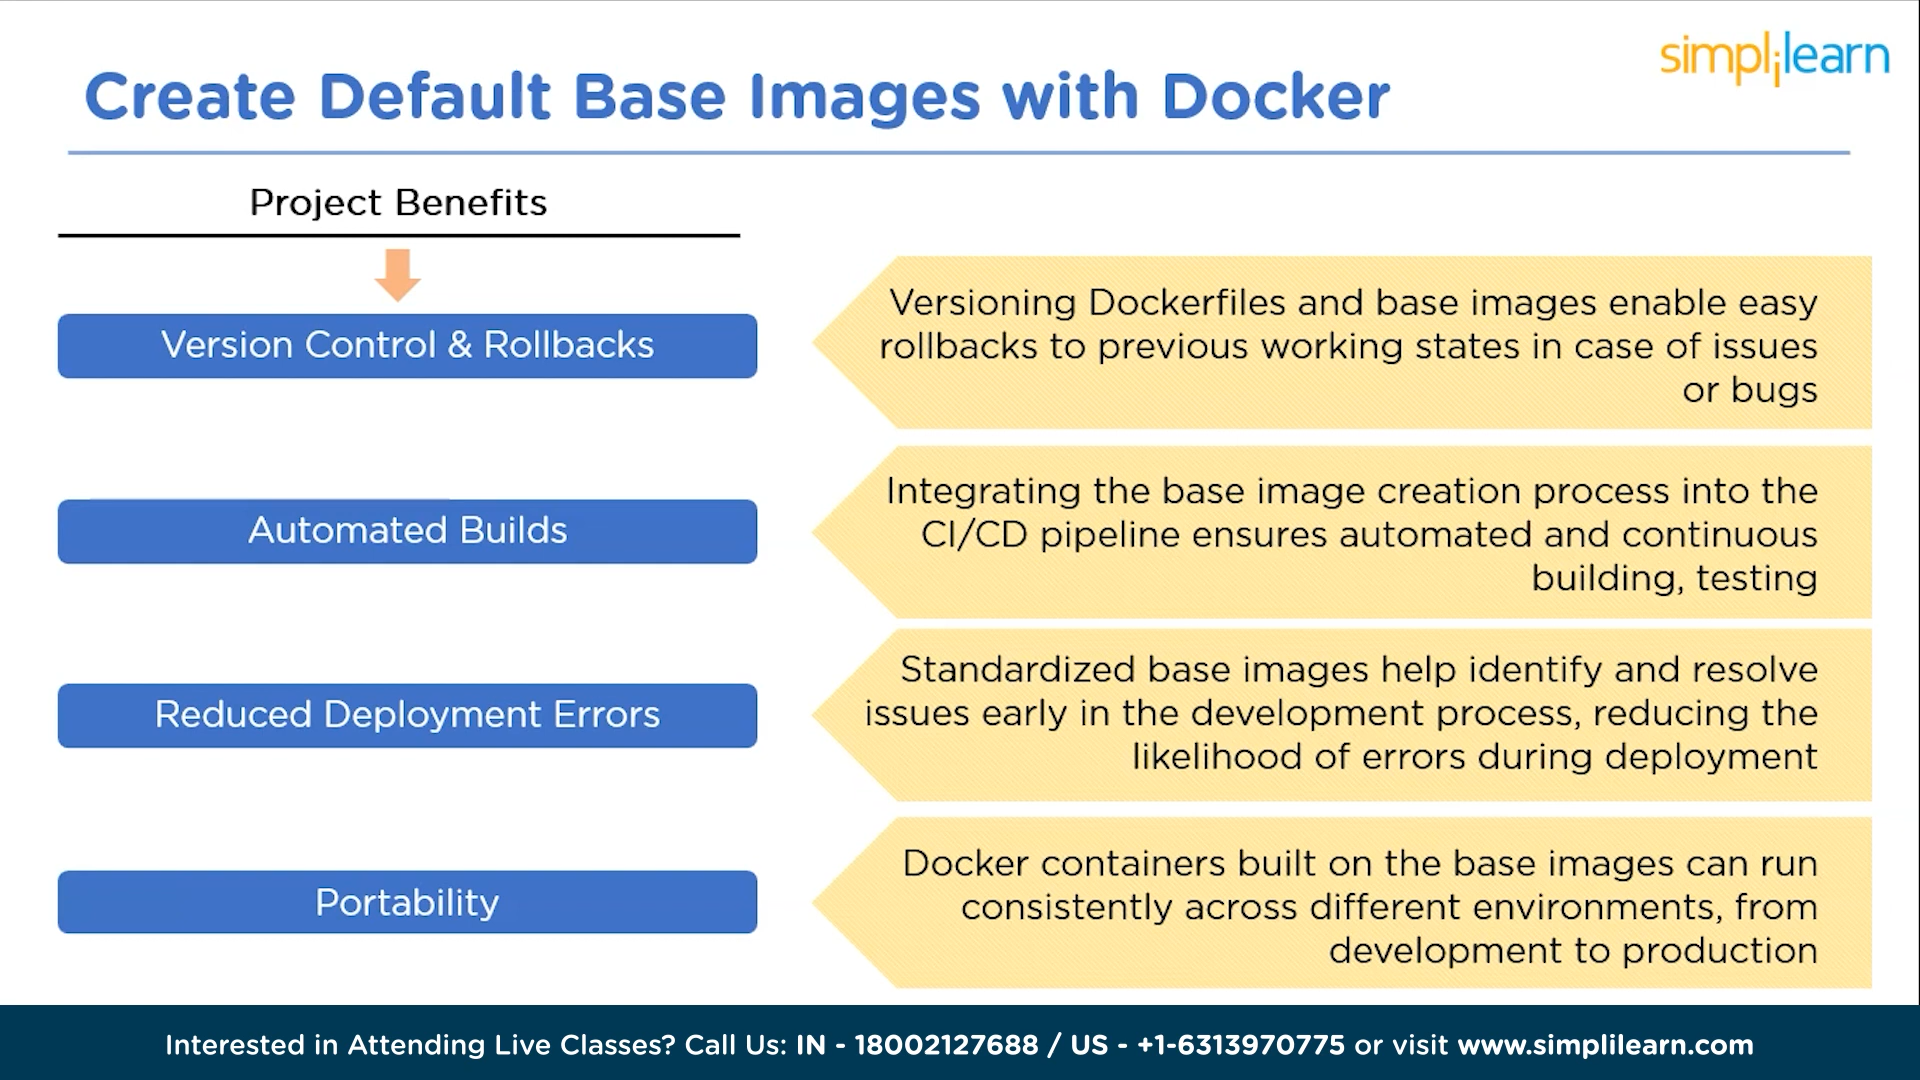 simplilearn
Create Default Base Images with Docker
Project Benefits
Version Control & Rollbacks
Versioning Dockerfiles and base images enable easy
rollbacks to previous working states in case of issues
or bugs
Automated Builds
Integrating the base image creation process into the
CI/CD pipeline ensures automated and continuous
building, testing
Reduced Deployment Errors
Standardized base images help identify and resolve
issues early in the development process, reducing the
likelihood of errors during deployment
Portability
Docker containers built on the base images can run
consistently across different environments, from
development to production
Interested in Attending Live Classes? Call Us: IN - 18002127688 / US - +1-6313970775 or visit www.simplilearn.com